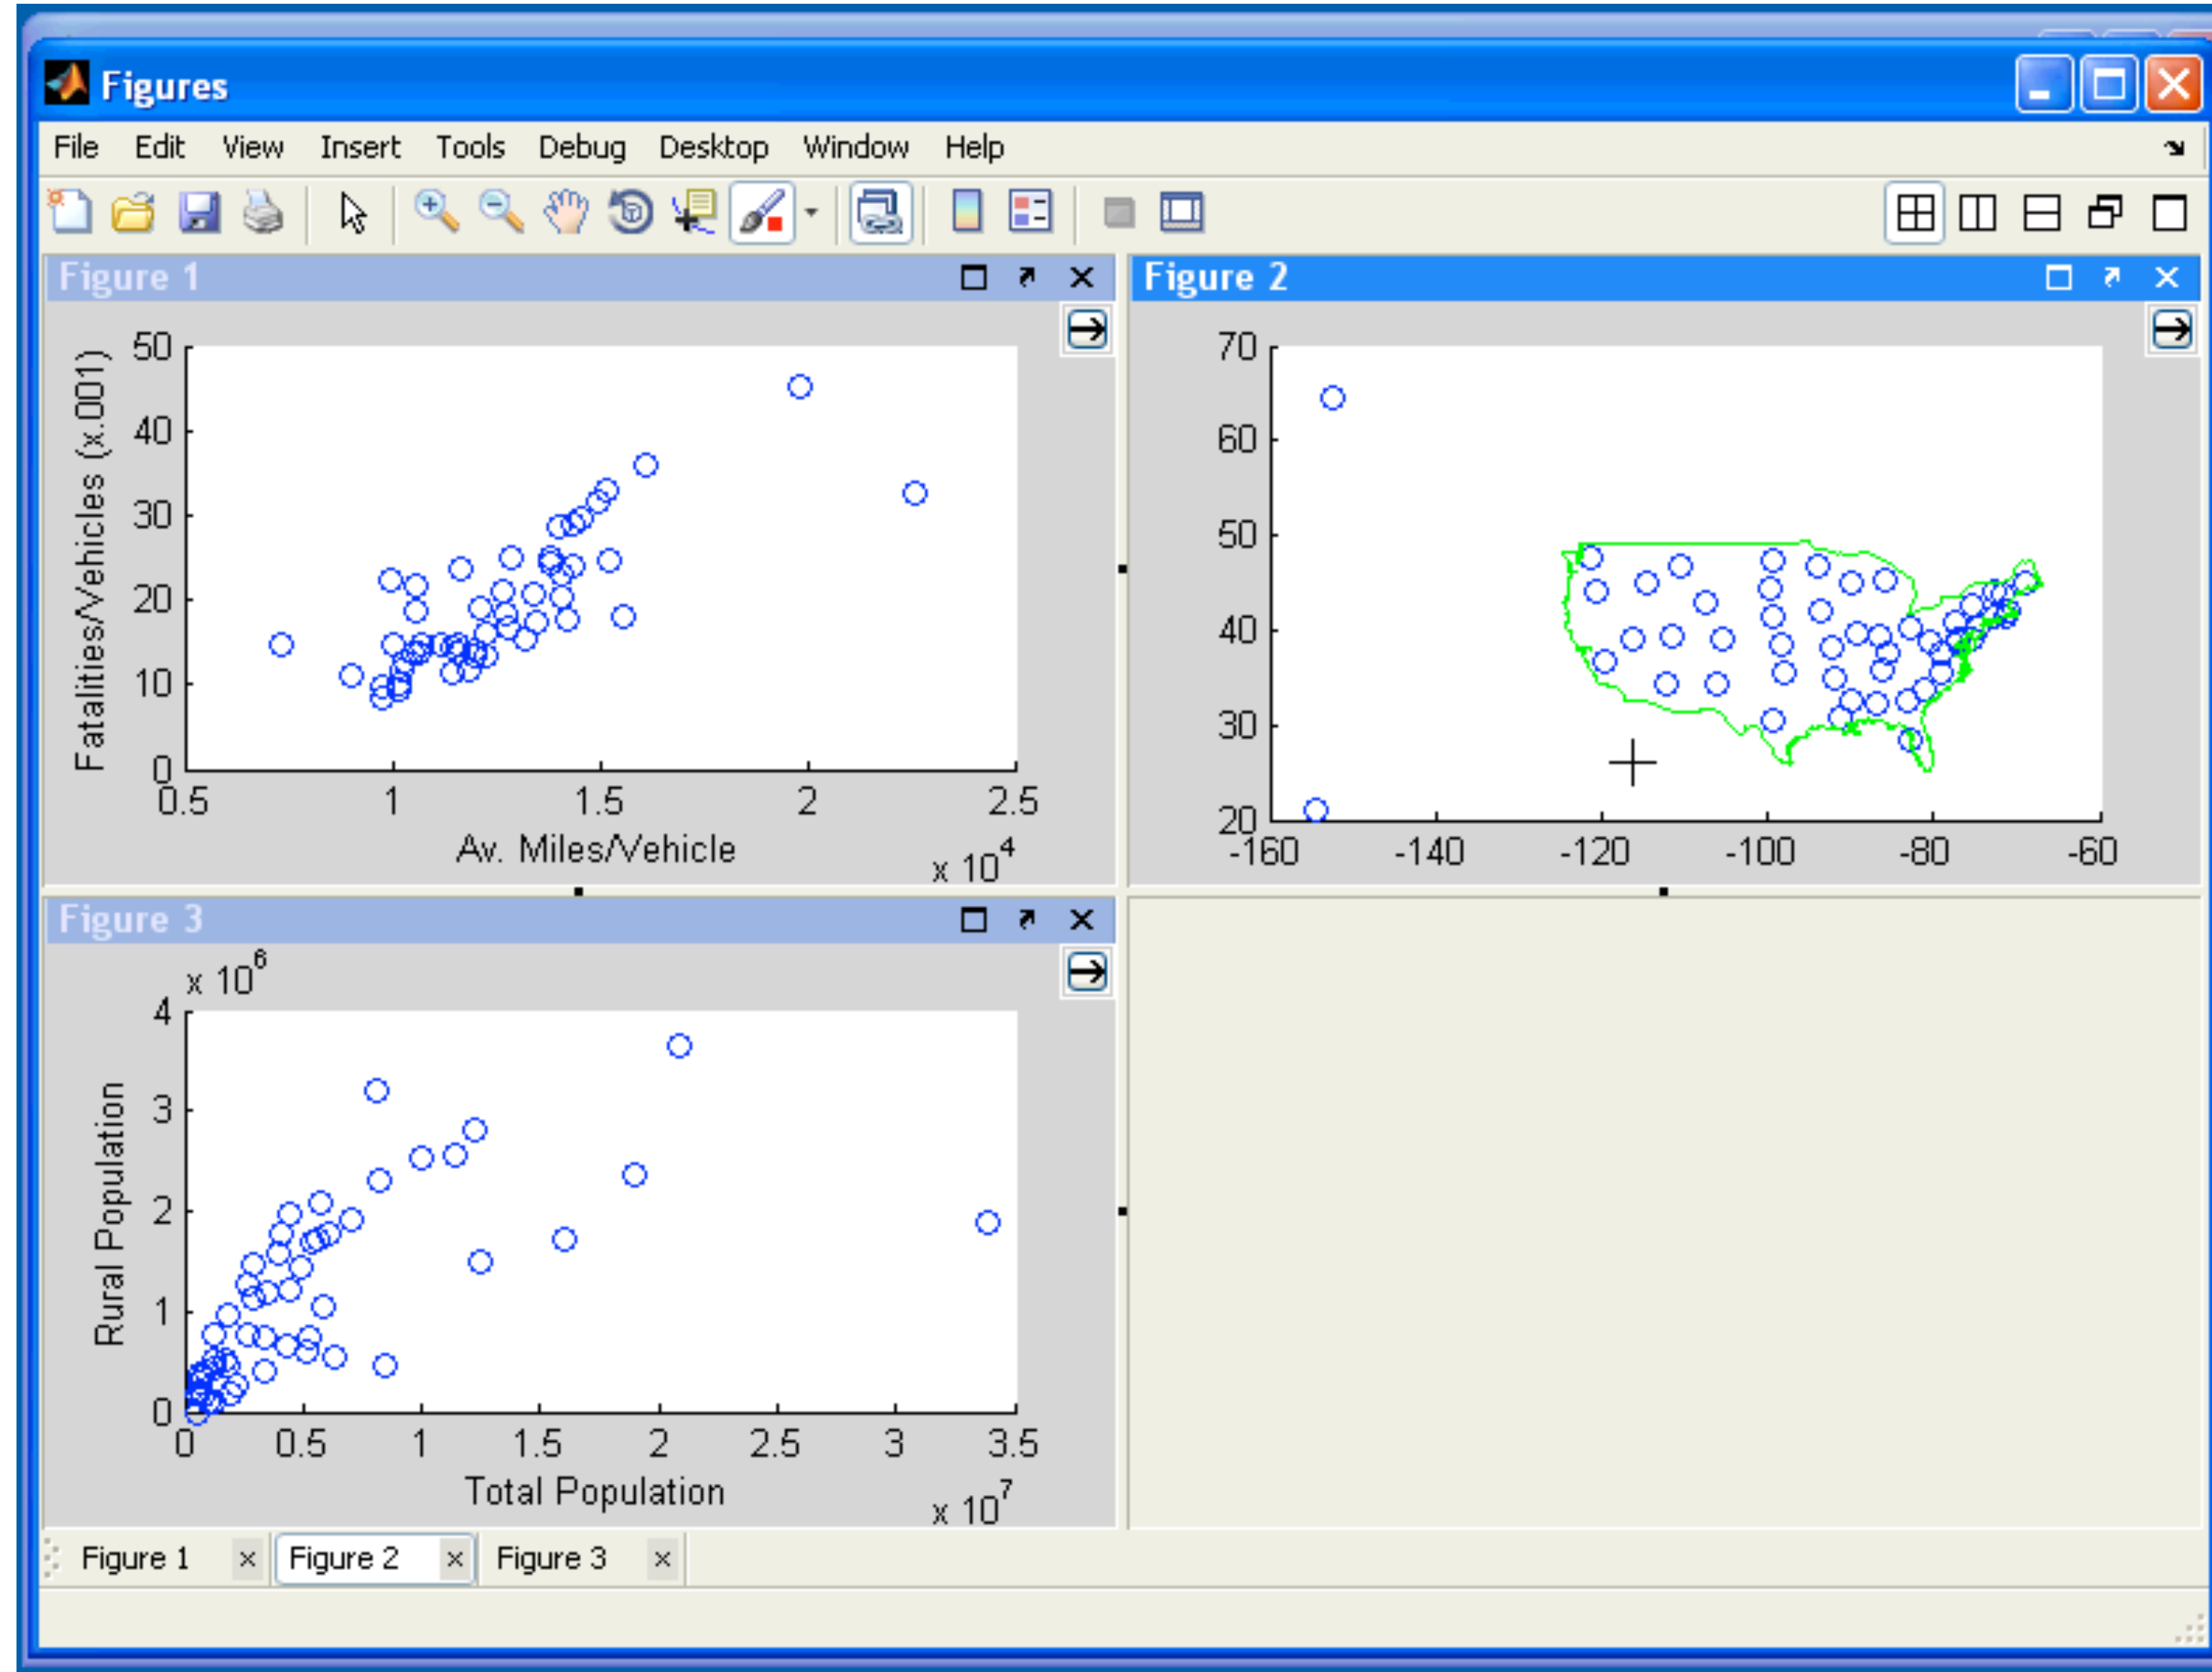 Figures
File Edit View Insert Tools Debug Desktop Window Help
Figure 1
50
40
30
20
10
0
Fatalities/Vehicles (x.001)
0.5 1 1.5 2 2.5
Av. Miles/Vehicle
x 10^4
Figure 2
70
60
50
40
30
20
-160 -140 -120 -100 -80 -60
Figure 3
x 10^6
4
3
2
1
0
Rural Population
0 0.5 1 1.5 2 2.5 3 3.5
Total Population
x 10^7
Figure 1 Figure 2 Figure 3